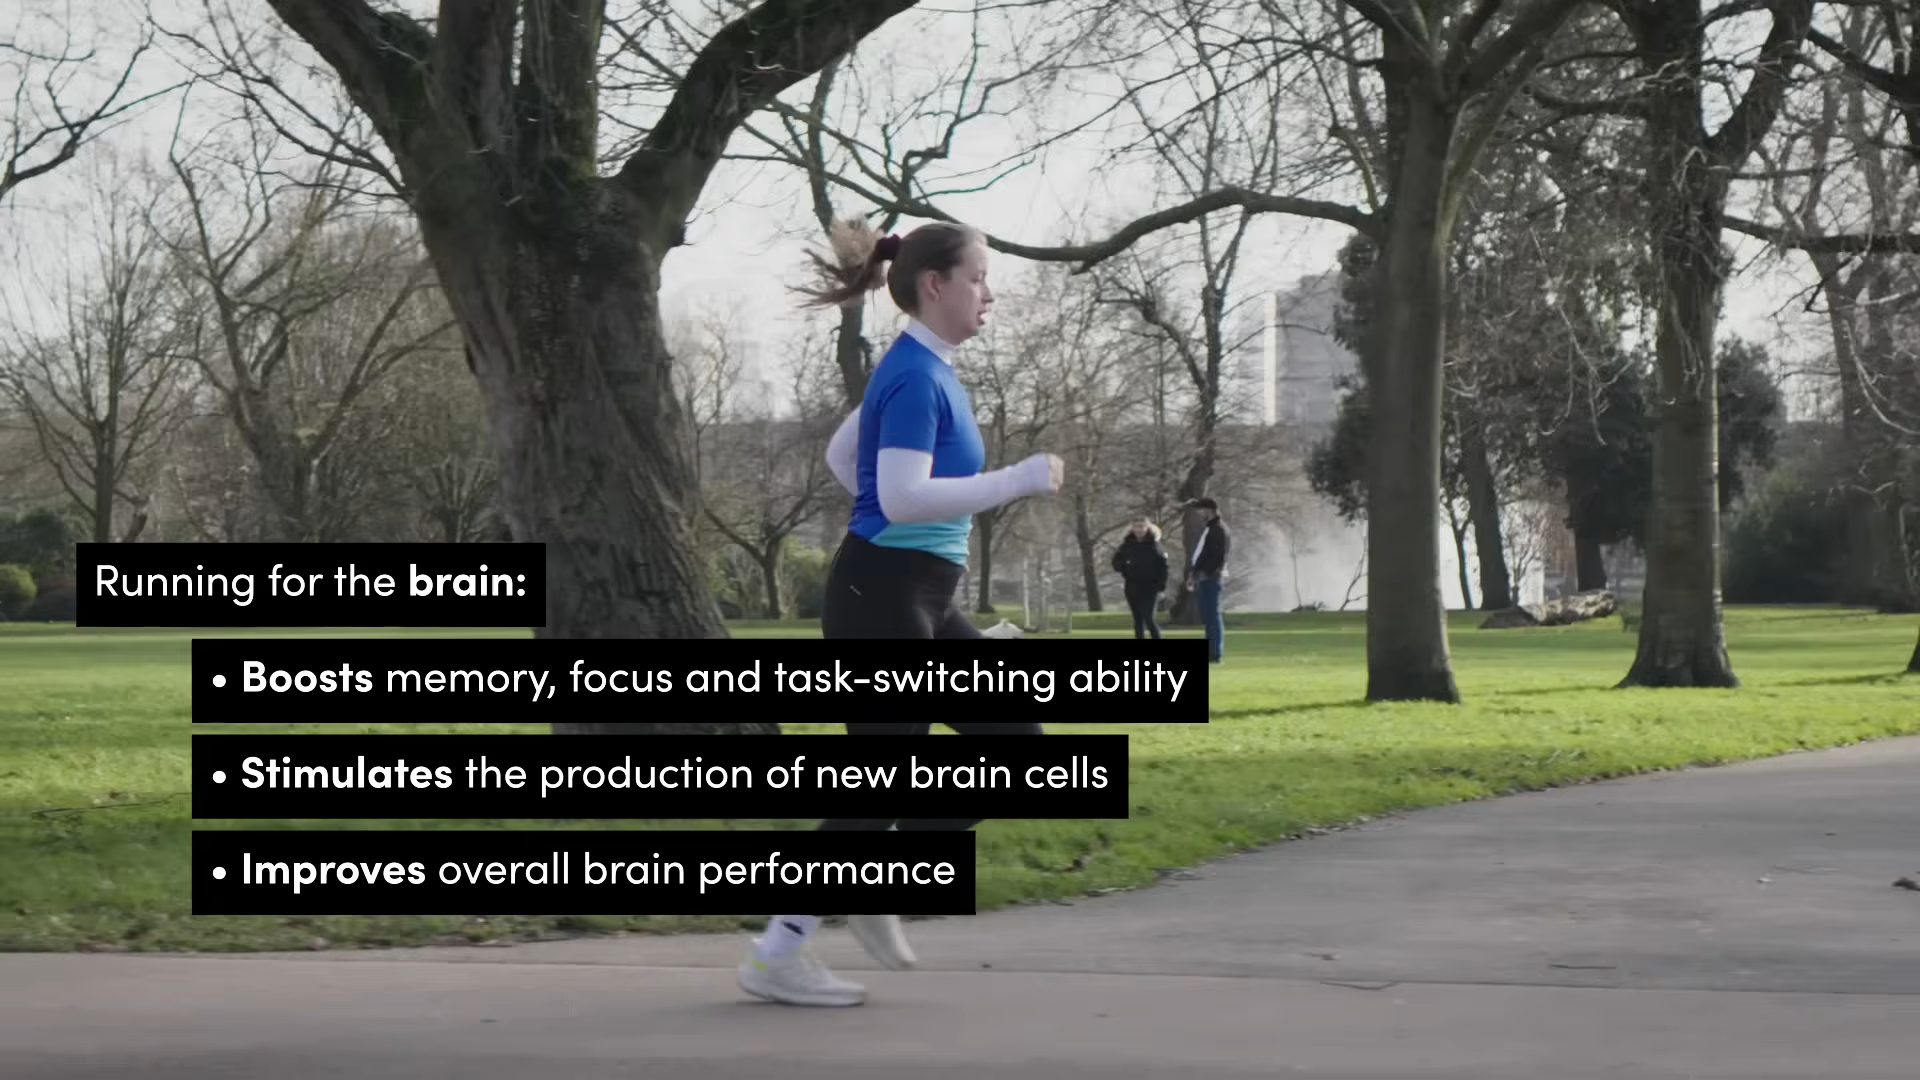 Running for the brain:
• Boosts memory, focus and task-switching ability
• Stimulates the production of new brain cells
• Improves overall brain performance